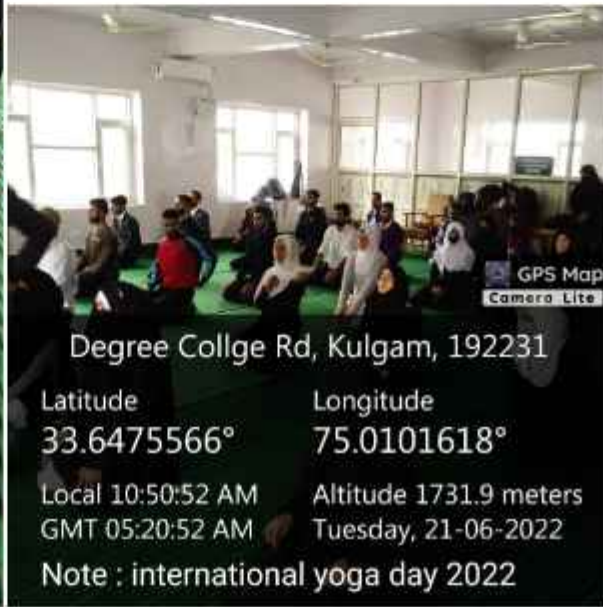 GPS Map
Camera Lite
Degree Collge Rd, Kulgam, 192231
Latitude
33.6475566°
Longitude
75.0101618°
Local 10:50:52 AM
GMT 05:20:52 AM
Altitude 1731.9 meters
Tuesday, 21-06-2022
Note : international yoga day 2022